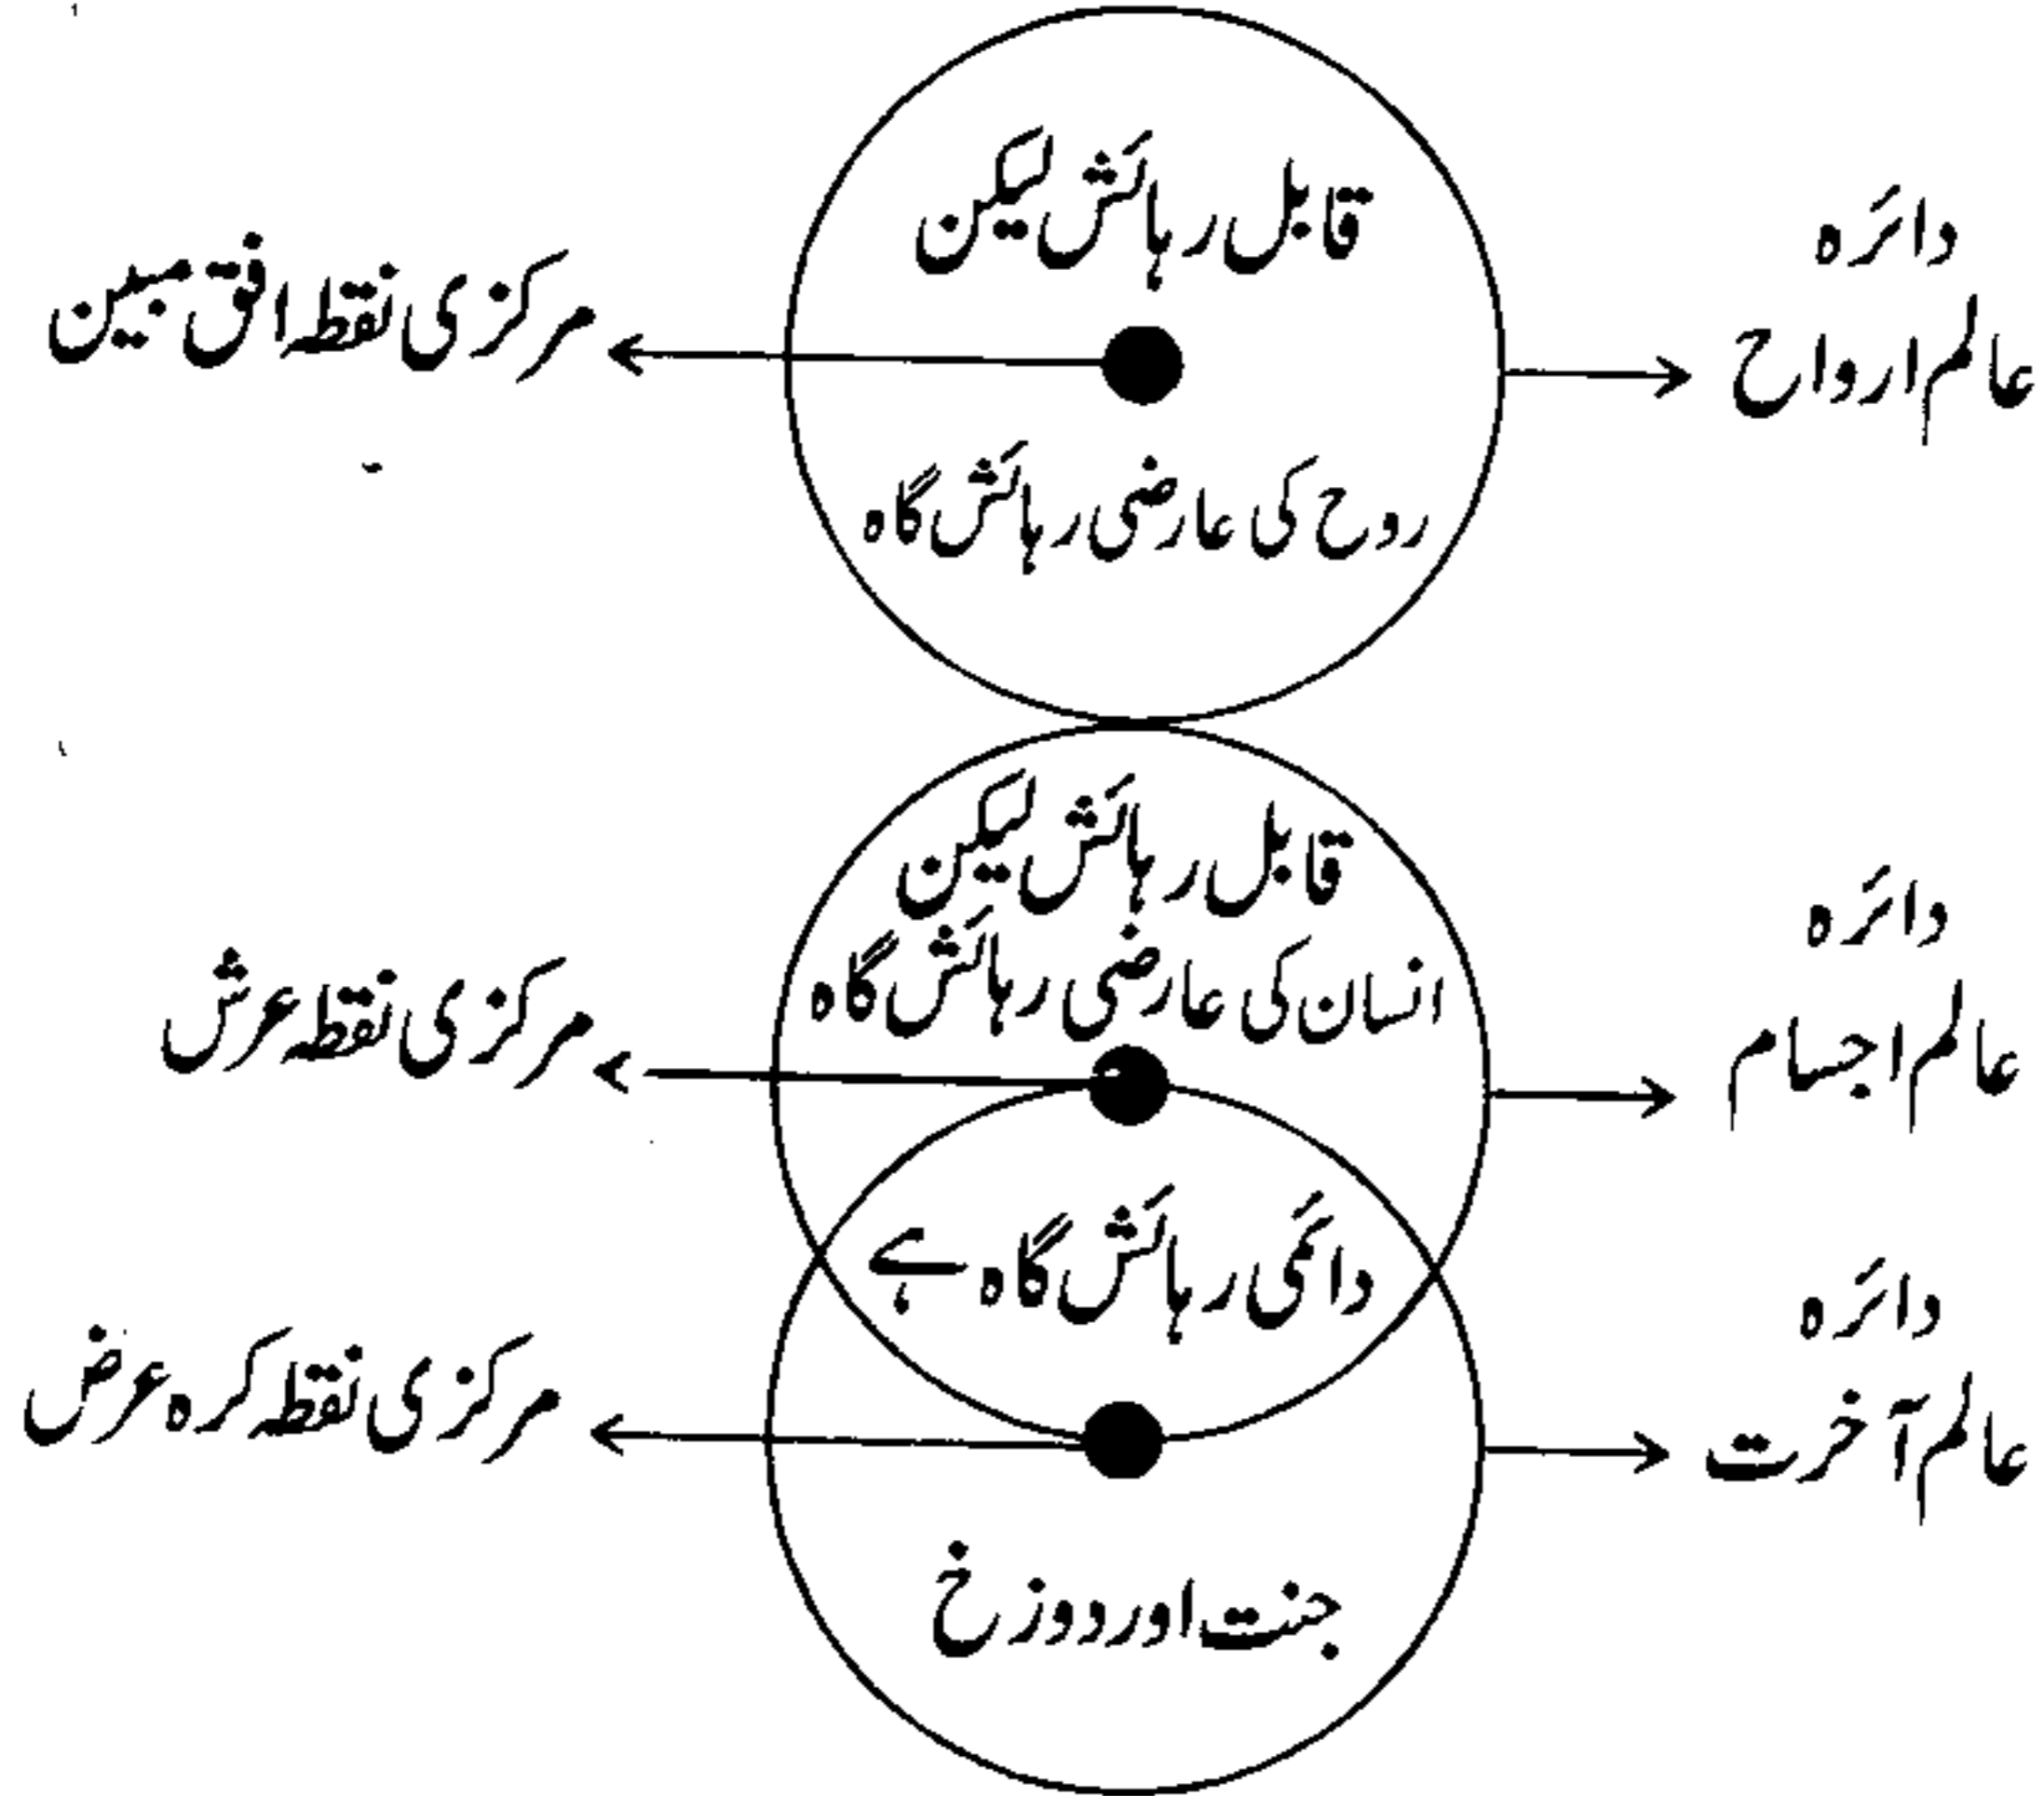 دائرہ
عالم ارواح
قابل رہائش لیکن
روح کی عارضی رہائش گاہ
مرکزی نقطہ افق مبین
دائرہ
عالم اجسام
قابل رہائش لیکن
انسان کی عارضی رہائش گاہ
مرکزی نقطہ عرش
دائمی رہائش گاہ ہے
دائرہ
عالم آخرت
مرکزی نقطہ کرہ عرض
جنت اور دوزخ